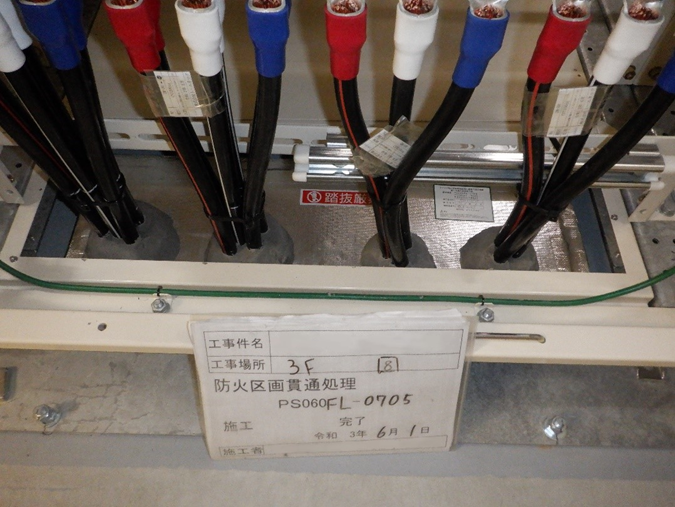 踏抜厳
工事件名
工事場所 3F 8
防火区画貫通処理
PS060FL-0705
施工 完了
令和 3年 6月 1日
施工者